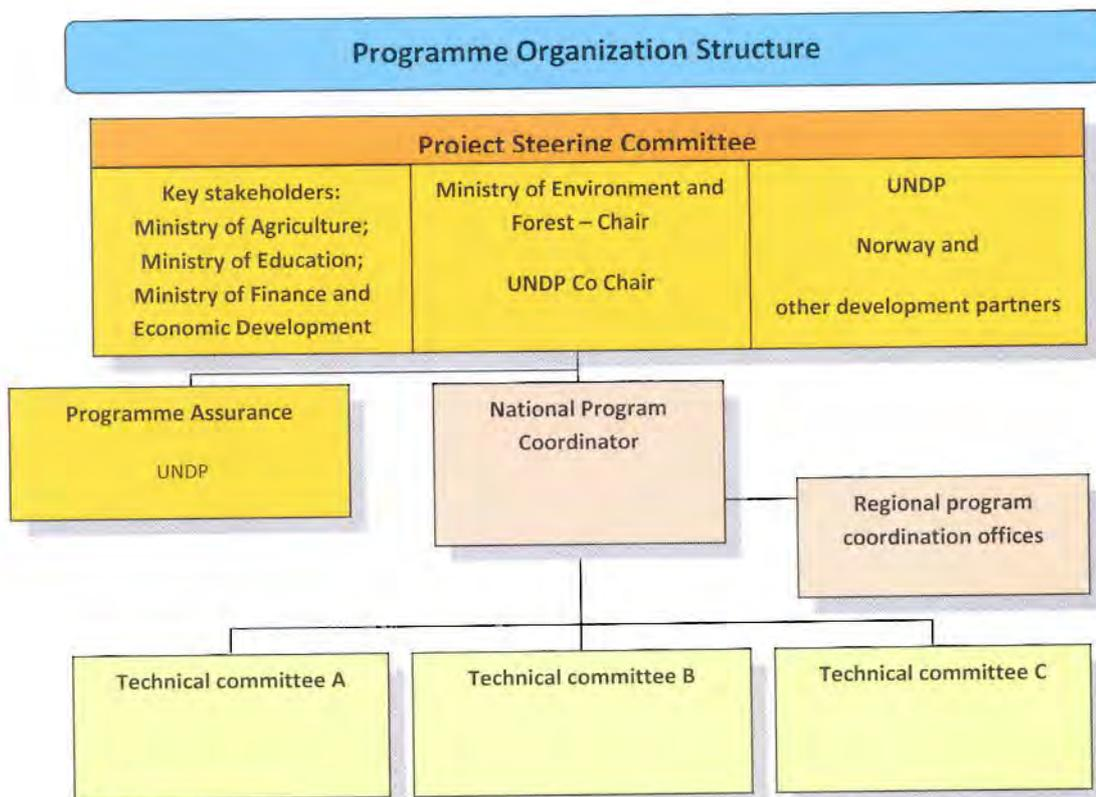 Programme Organization Structure
Project Steering Committee
Key stakeholders:
Ministry of Agriculture;
Ministry of Education;
Ministry of Finance and
Economic Development
Ministry of Environment and
Forest – Chair
UNDP Co Chair
UNDP
Norway and
other development partners
Programme Assurance
UNDP
National Program
Coordinator
Regional program
coordination offices
Technical committee A
Technical committee B
Technical committee C